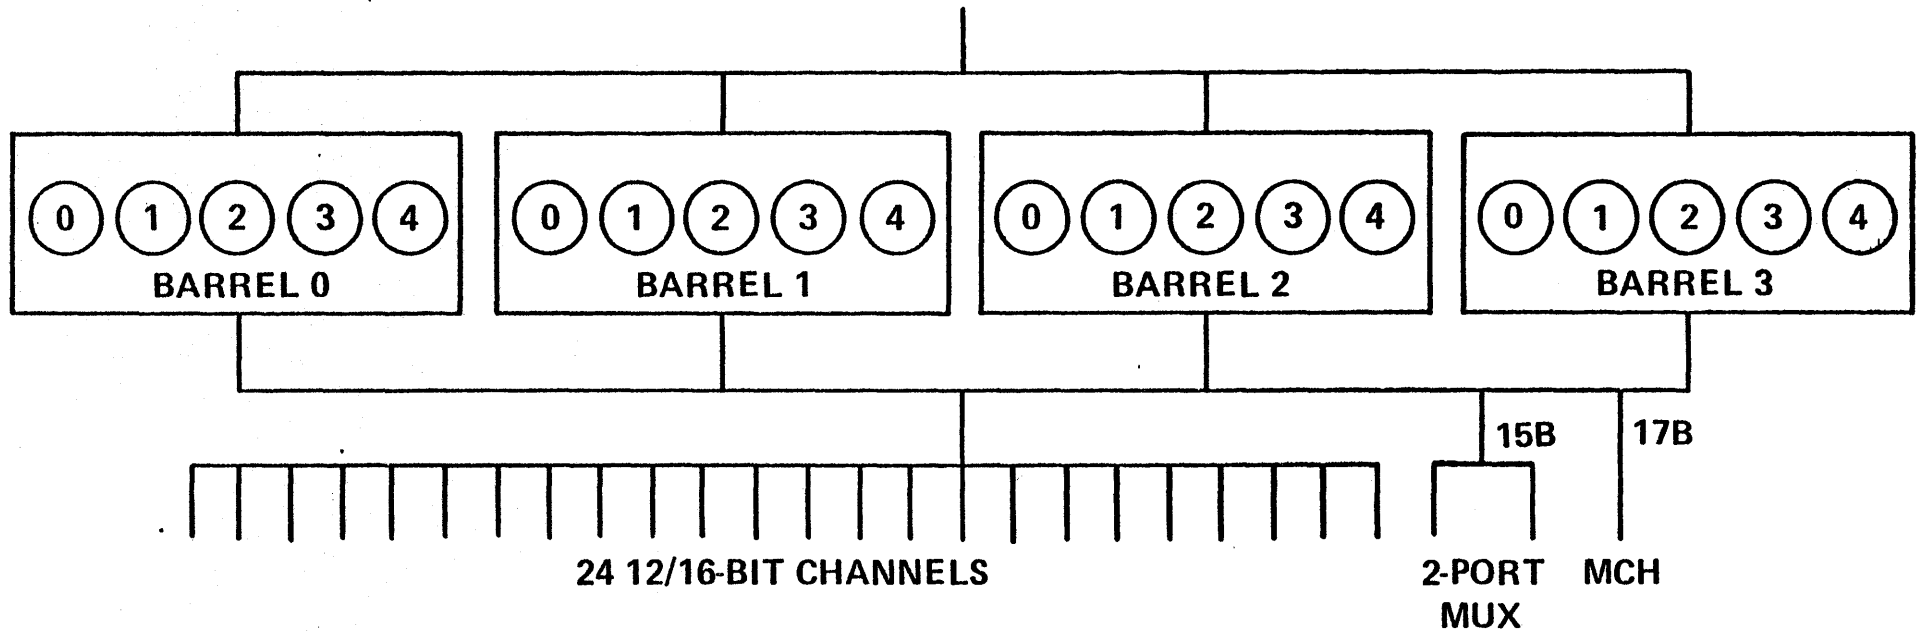 0 1 2 3 4 0 1 2 3 4 0 1 2 3 4 0 1 2 3 4
BARREL 0 BARREL 1 BARREL 2 BARREL 3
15B 17B
24 12/16-BIT CHANNELS 2-PORT MCH
MUX